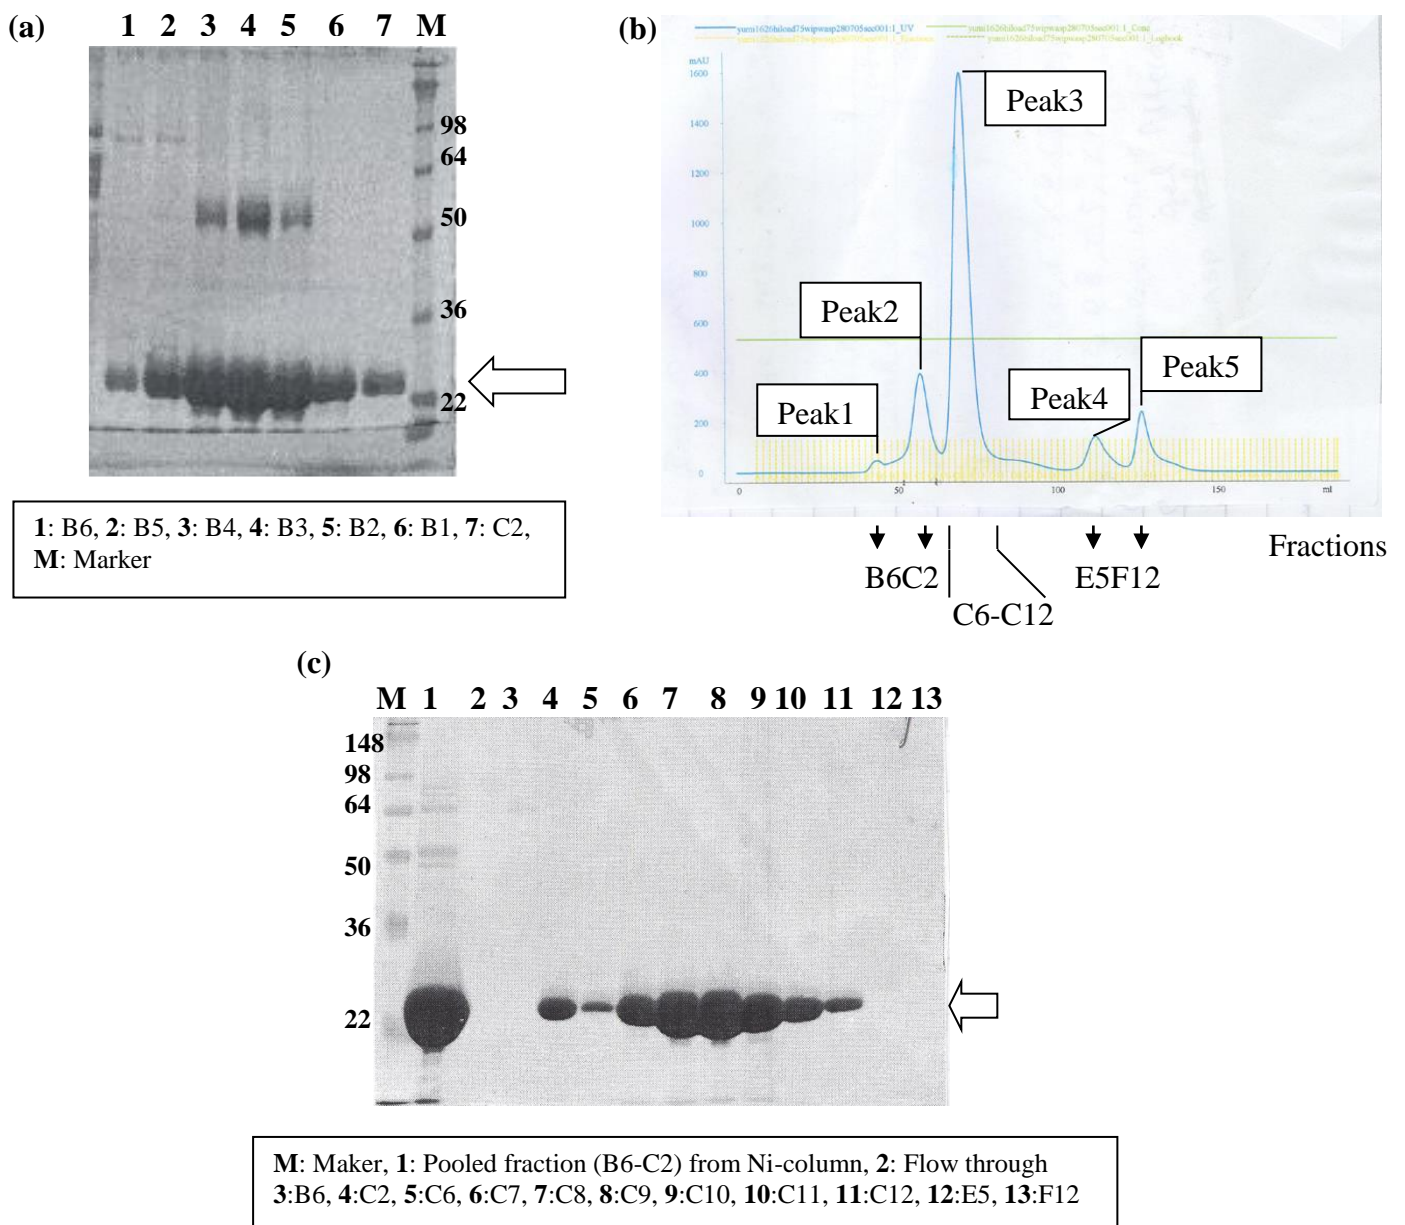 (a) 1 2 3 4 5 6 7 M
98
64
50
36
22
1: B6, 2: B5, 3: B4, 4: B3, 5: B2, 6: B1, 7: C2,
M: Marker
(b)
mAU
1600
1400
1200
1000
800
600
400
200
0
0 50 100 150 ml
Peak3
Peak2
Peak5
Peak4
Peak1
Fractions
B6C2 E5F12
C6-C12
(c)
M 1 2 3 4 5 6 7 8 9 10 11 12 13
148
98
64
50
36
22
M: Maker, 1: Pooled fraction (B6-C2) from Ni-column, 2: Flow through
3:B6, 4:C2, 5:C6, 6:C7, 7:C8, 8:C9, 9:C10, 10:C11, 11:C12, 12:E5, 13:F12